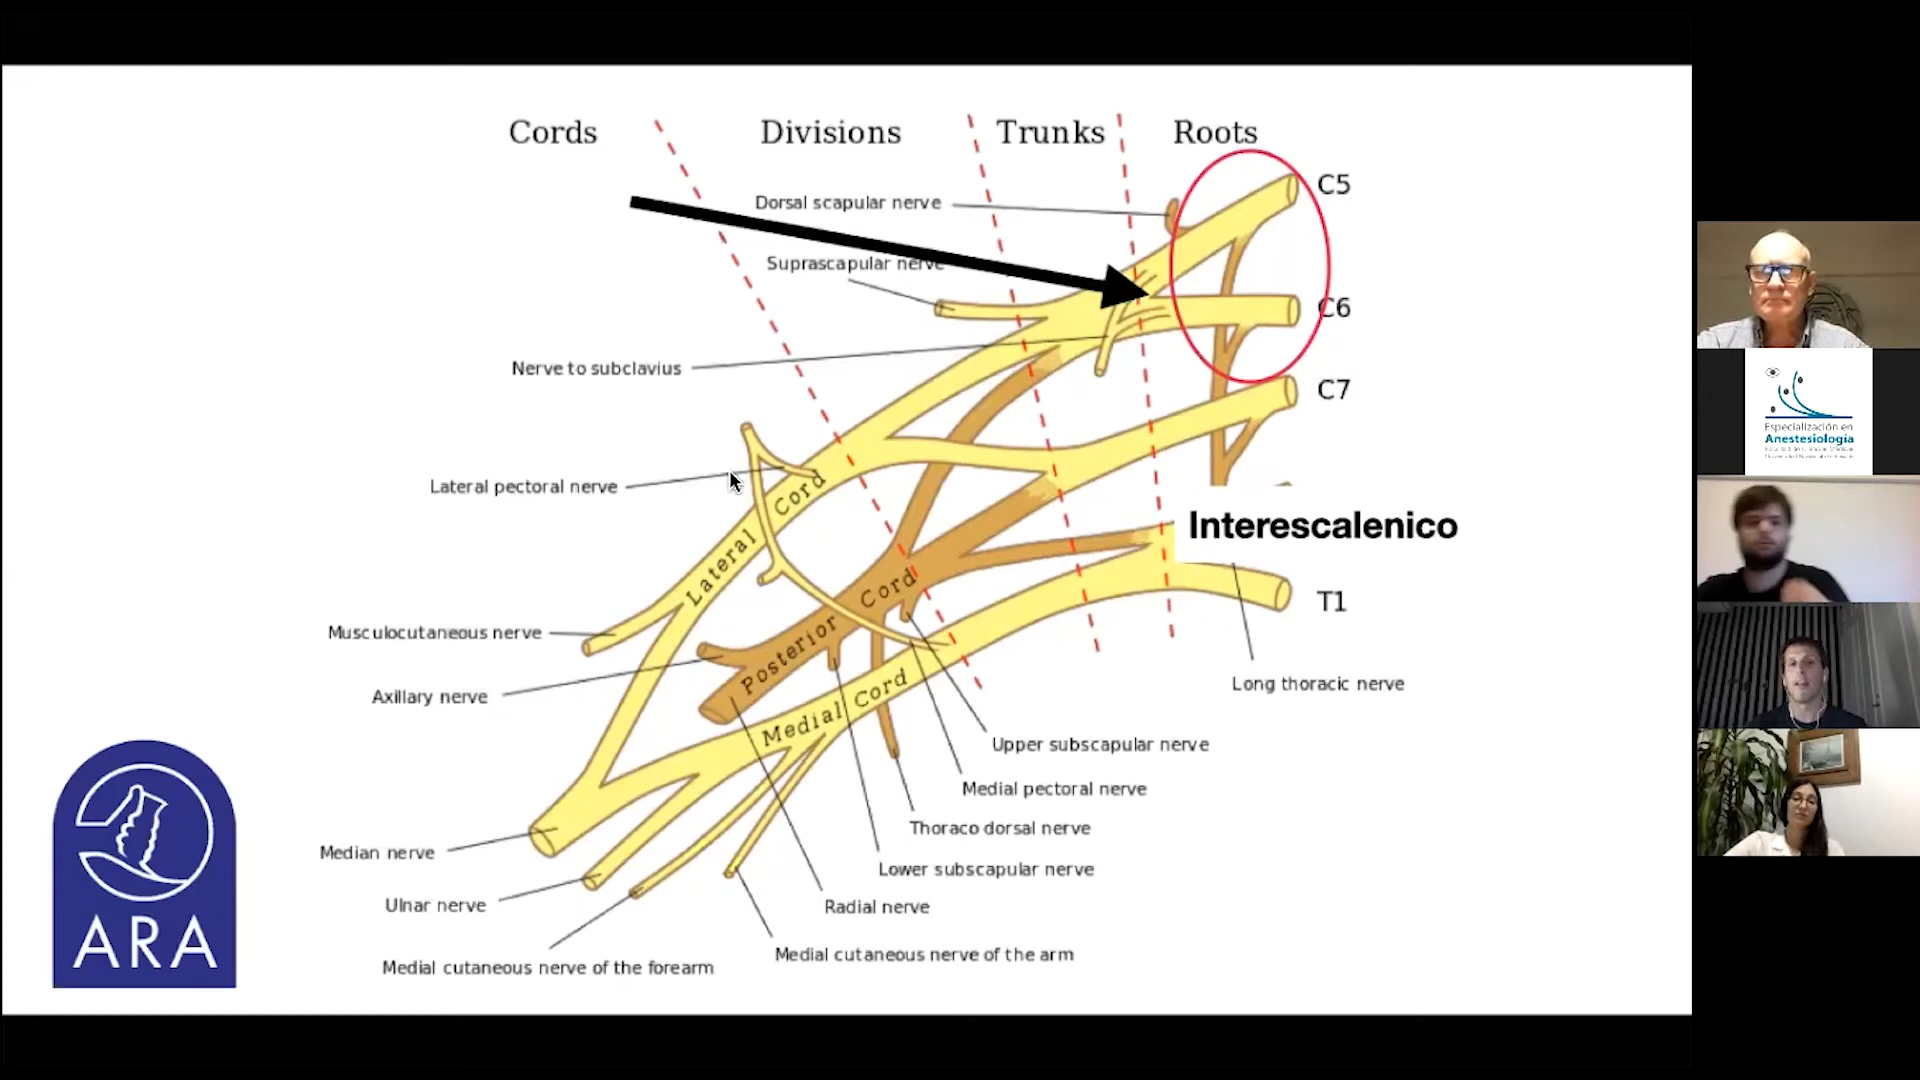 Cords
Divisions
Trunks
Roots
C5
Dorsal scapular nerve
Suprascapular nerve
C6
Nerve to subclavius
C7
Lateral pectoral nerve
Lateral Cord
Interescalenico
Posterior Cord
T1
Musculocutaneous nerve
Axillary nerve
Long thoracic nerve
Medial Cord
Upper subscapular nerve
Medial pectoral nerve
Thoraco dorsal nerve
Median nerve
Lower subscapular nerve
Ulnar nerve
Radial nerve
Medial cutaneous nerve of the arm
Medial cutaneous nerve of the forearm
ARA
Especialización en
Anestesiología